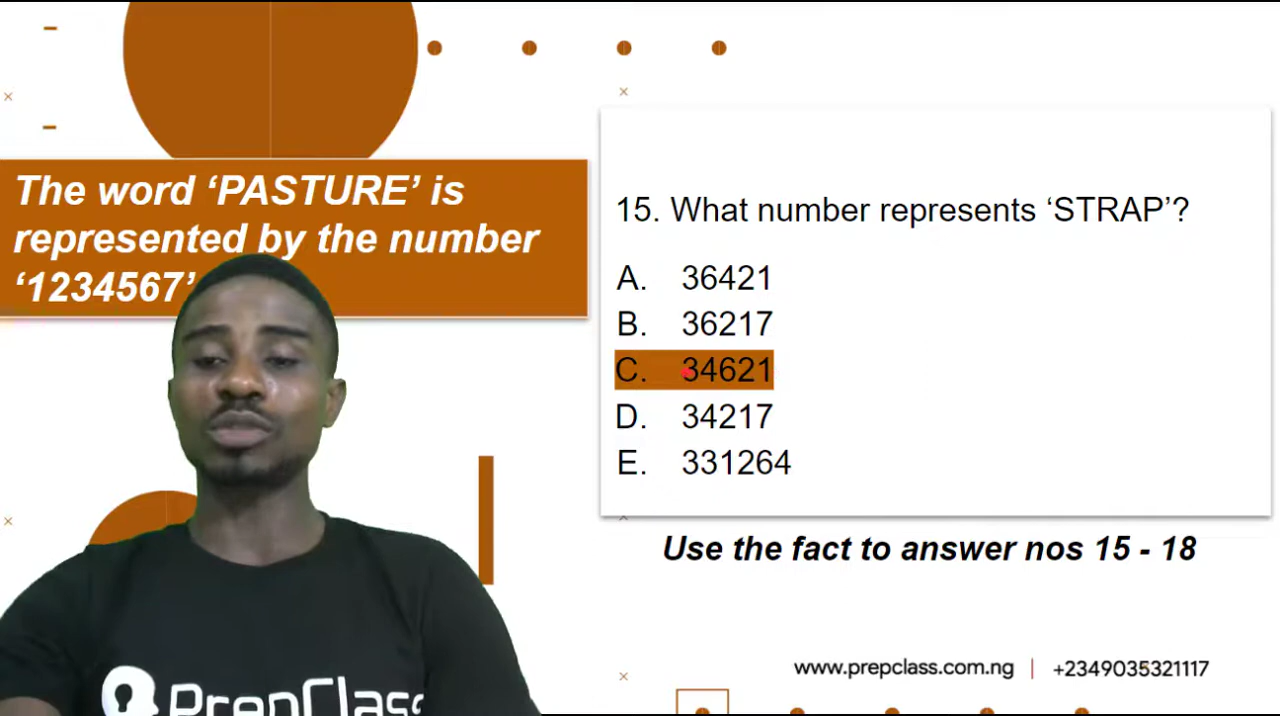 The word ‘PASTURE’ is
represented by the number
‘1234567’
15. What number represents ‘STRAP’?
A. 36421
B. 36217
C. 34621
D. 34217
E. 331264
Use the fact to answer nos 15 - 18
www.prepclass.com.ng | +2349035321117
PrepClass